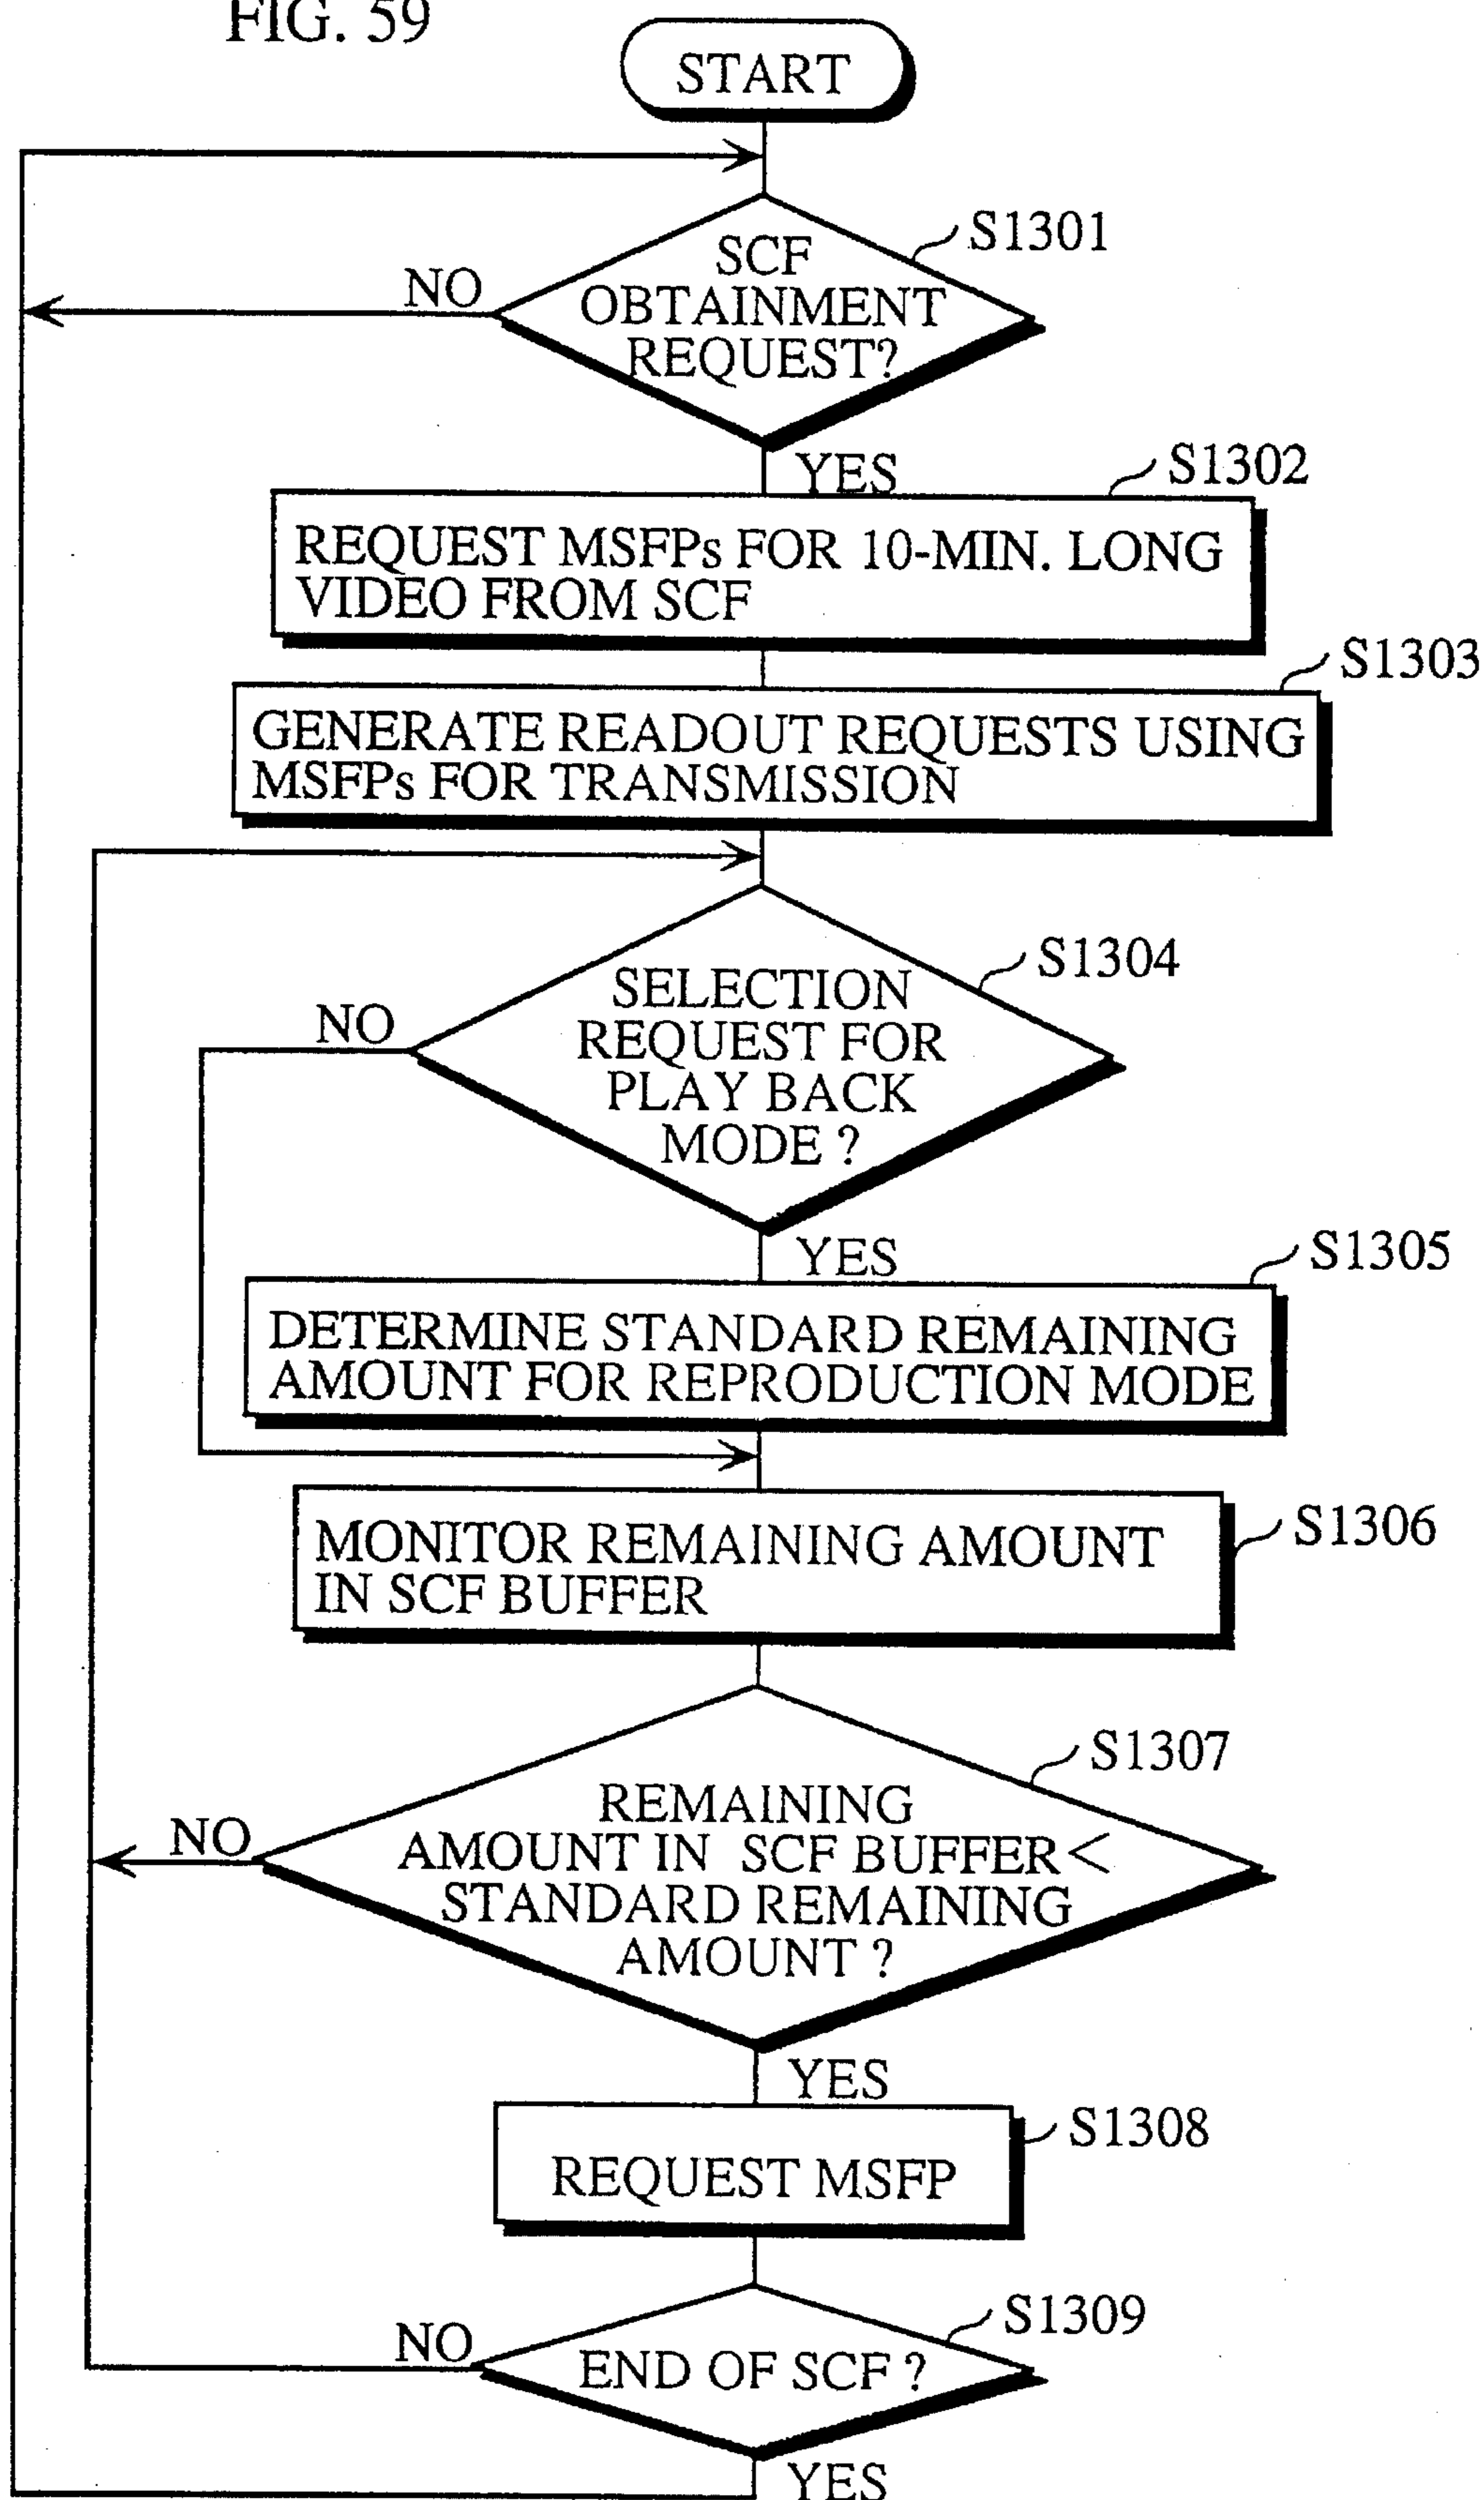 FIG. 59
START
S1301
SCF
OBTAINMENT
REQUEST?
NO
YES
S1302
REQUEST MSFPs FOR 10-MIN. LONG
VIDEO FROM SCF
S1303
GENERATE READOUT REQUESTS USING
MSFPs FOR TRANSMISSION
S1304
SELECTION
REQUEST FOR
PLAY BACK
MODE ?
NO
YES
S1305
DETERMINE STANDARD REMAINING
AMOUNT FOR REPRODUCTION MODE
S1306
MONITOR REMAINING AMOUNT
IN SCF BUFFER
S1307
REMAINING
AMOUNT IN SCF BUFFER <
STANDARD REMAINING
AMOUNT ?
NO
YES
S1308
REQUEST MSFP
S1309
NO
END OF SCF ?
YES